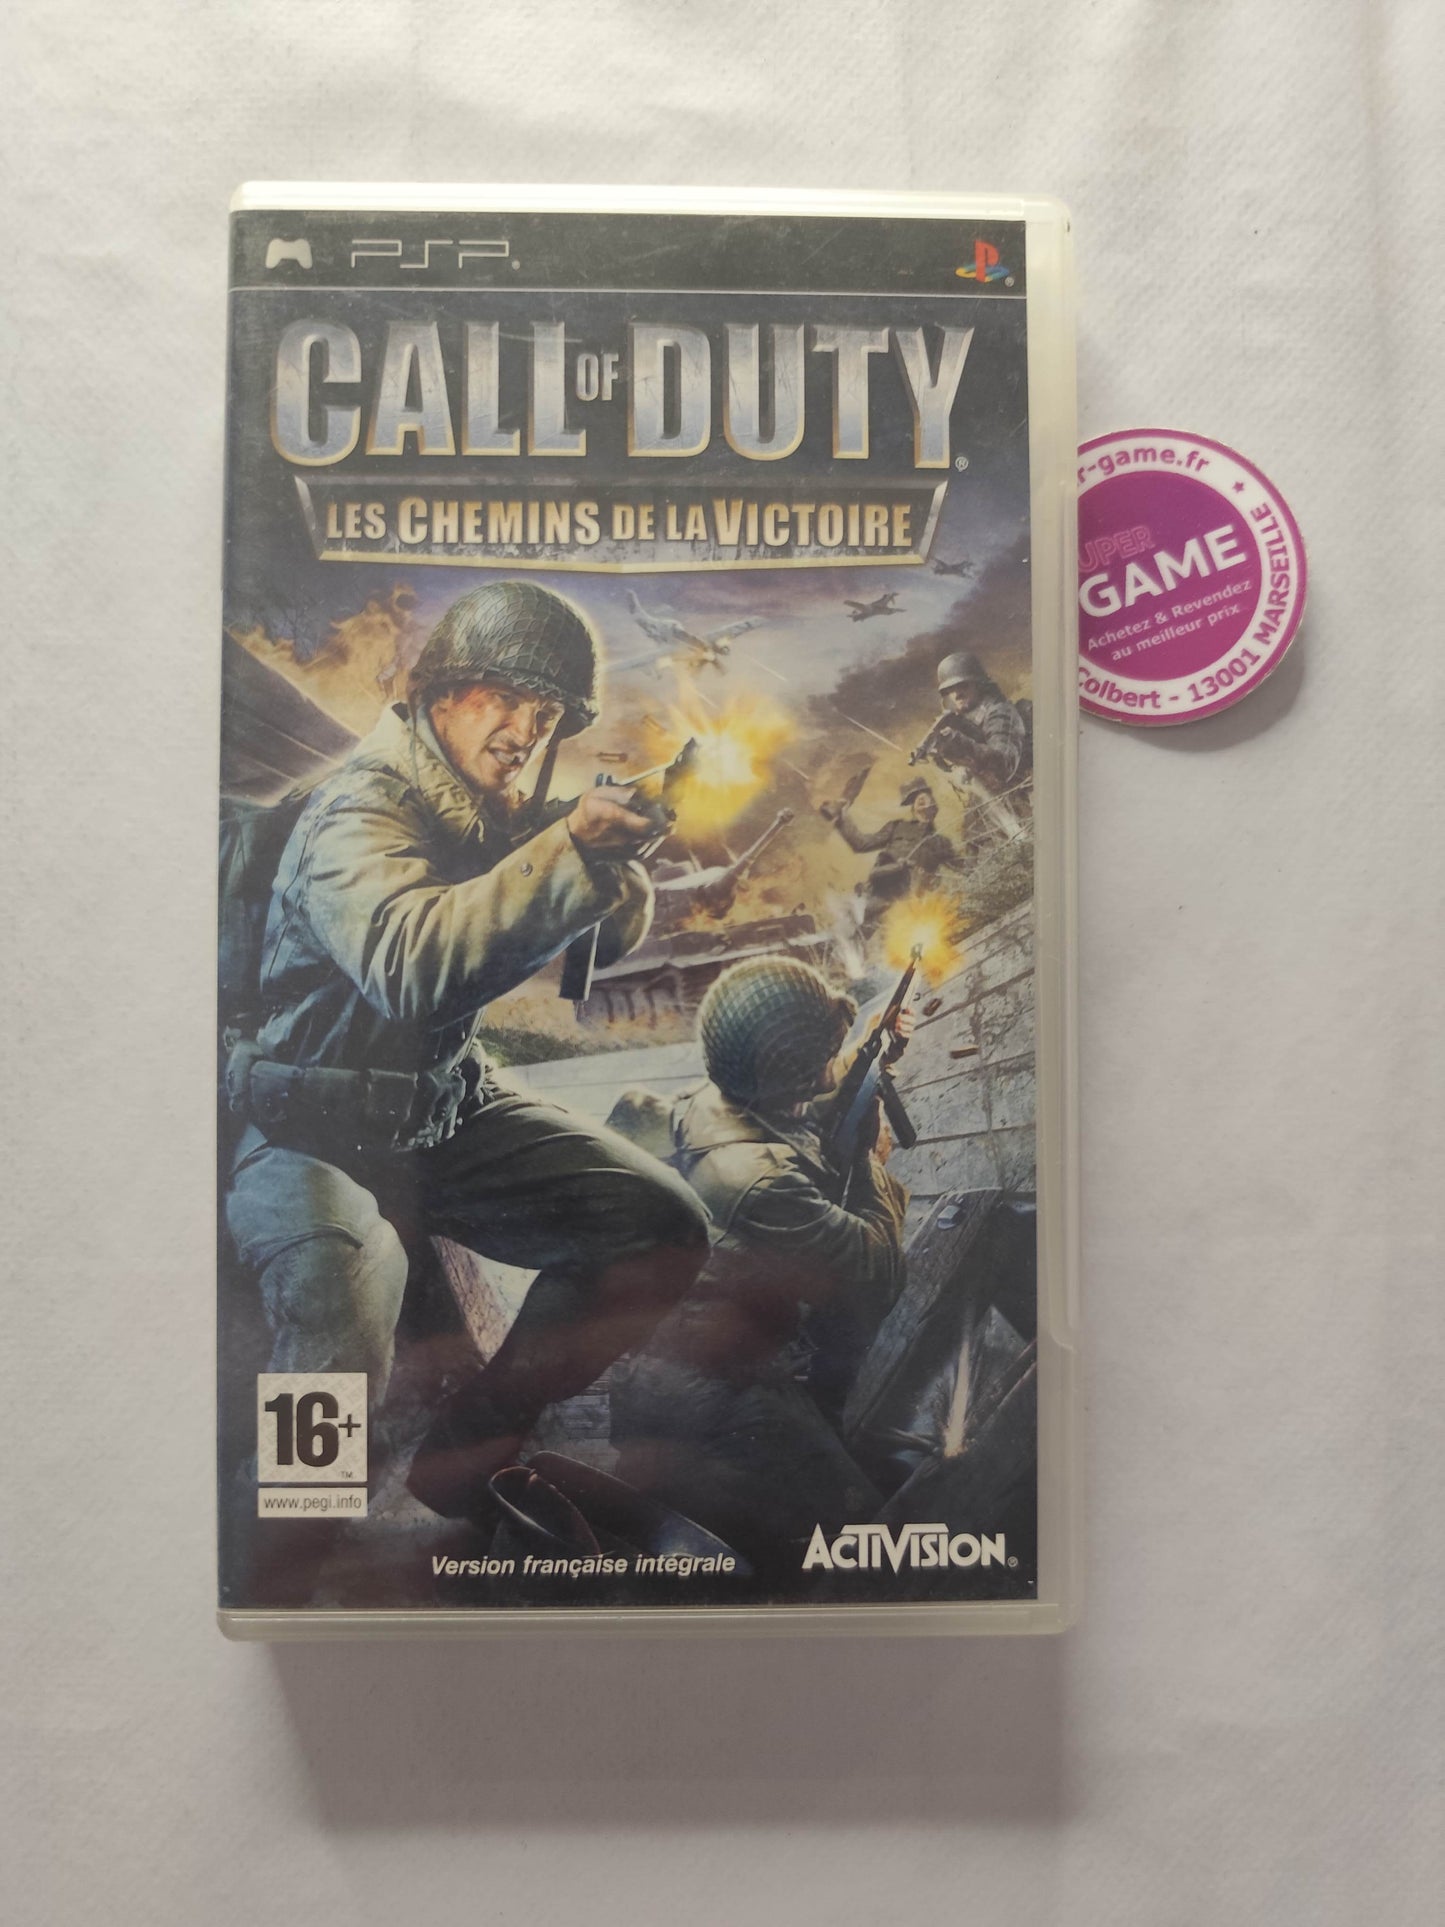 PSP
CALL OF DUTY
LES CHEMINS DE LA VICTOIRE
r-game.fr
GAME
Achetez & Revendez
au meilleur prix
Colbert - 13001 MARSEILLE
16+
www.pegi.info
Version française intégrale
ACTIVISION